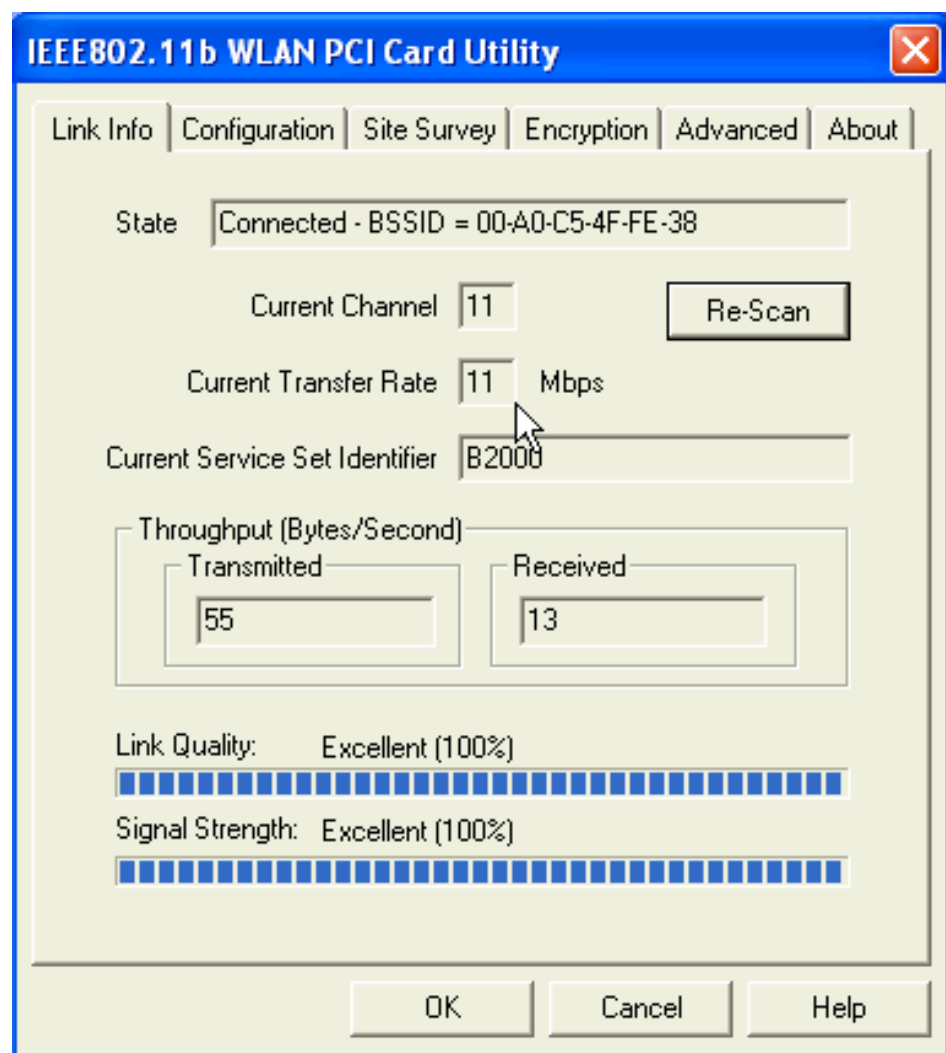 IEEE802.11b WLAN PCI Card Utility
Link Info Configuration Site Survey Encryption Advanced About
State Connected - BSSID = 00-A0-C5-4F-FE-38
Current Channel 11 Re-Scan
Current Transfer Rate 11 Mbps
Current Service Set Identifier B2000
Throughput (Bytes/Second)
Transmitted Received
55 13
Link Quality: Excellent (100%)
Signal Strength: Excellent (100%)
OK Cancel Help